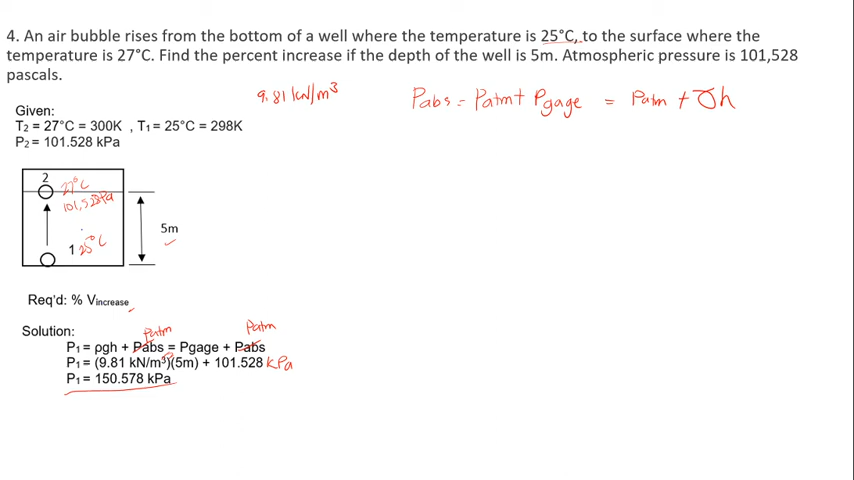 4. An air bubble rises from the bottom of a well where the temperature is 25°C, to the surface where the
temperature is 27°C. Find the percent increase if the depth of the well is 5m. Atmospheric pressure is 101,528
pascals.
9.81 kN/m³
Pabs = Patm + Pgage = Patm + γh
Given:
T₂ = 27°C = 300K , T₁ = 25°C = 298K
P₂ = 101.528 kPa
2
27°C
101,528Pa
1 25°C
5m
Req'd: % Vincrease
Solution:
Patm Patm
P₁ = ρgh + Pabs = Pgage + Pabs
P₁ = (9.81 kN/m³)(5m) + 101.528 kPa
P₁ = 150.578 kPa